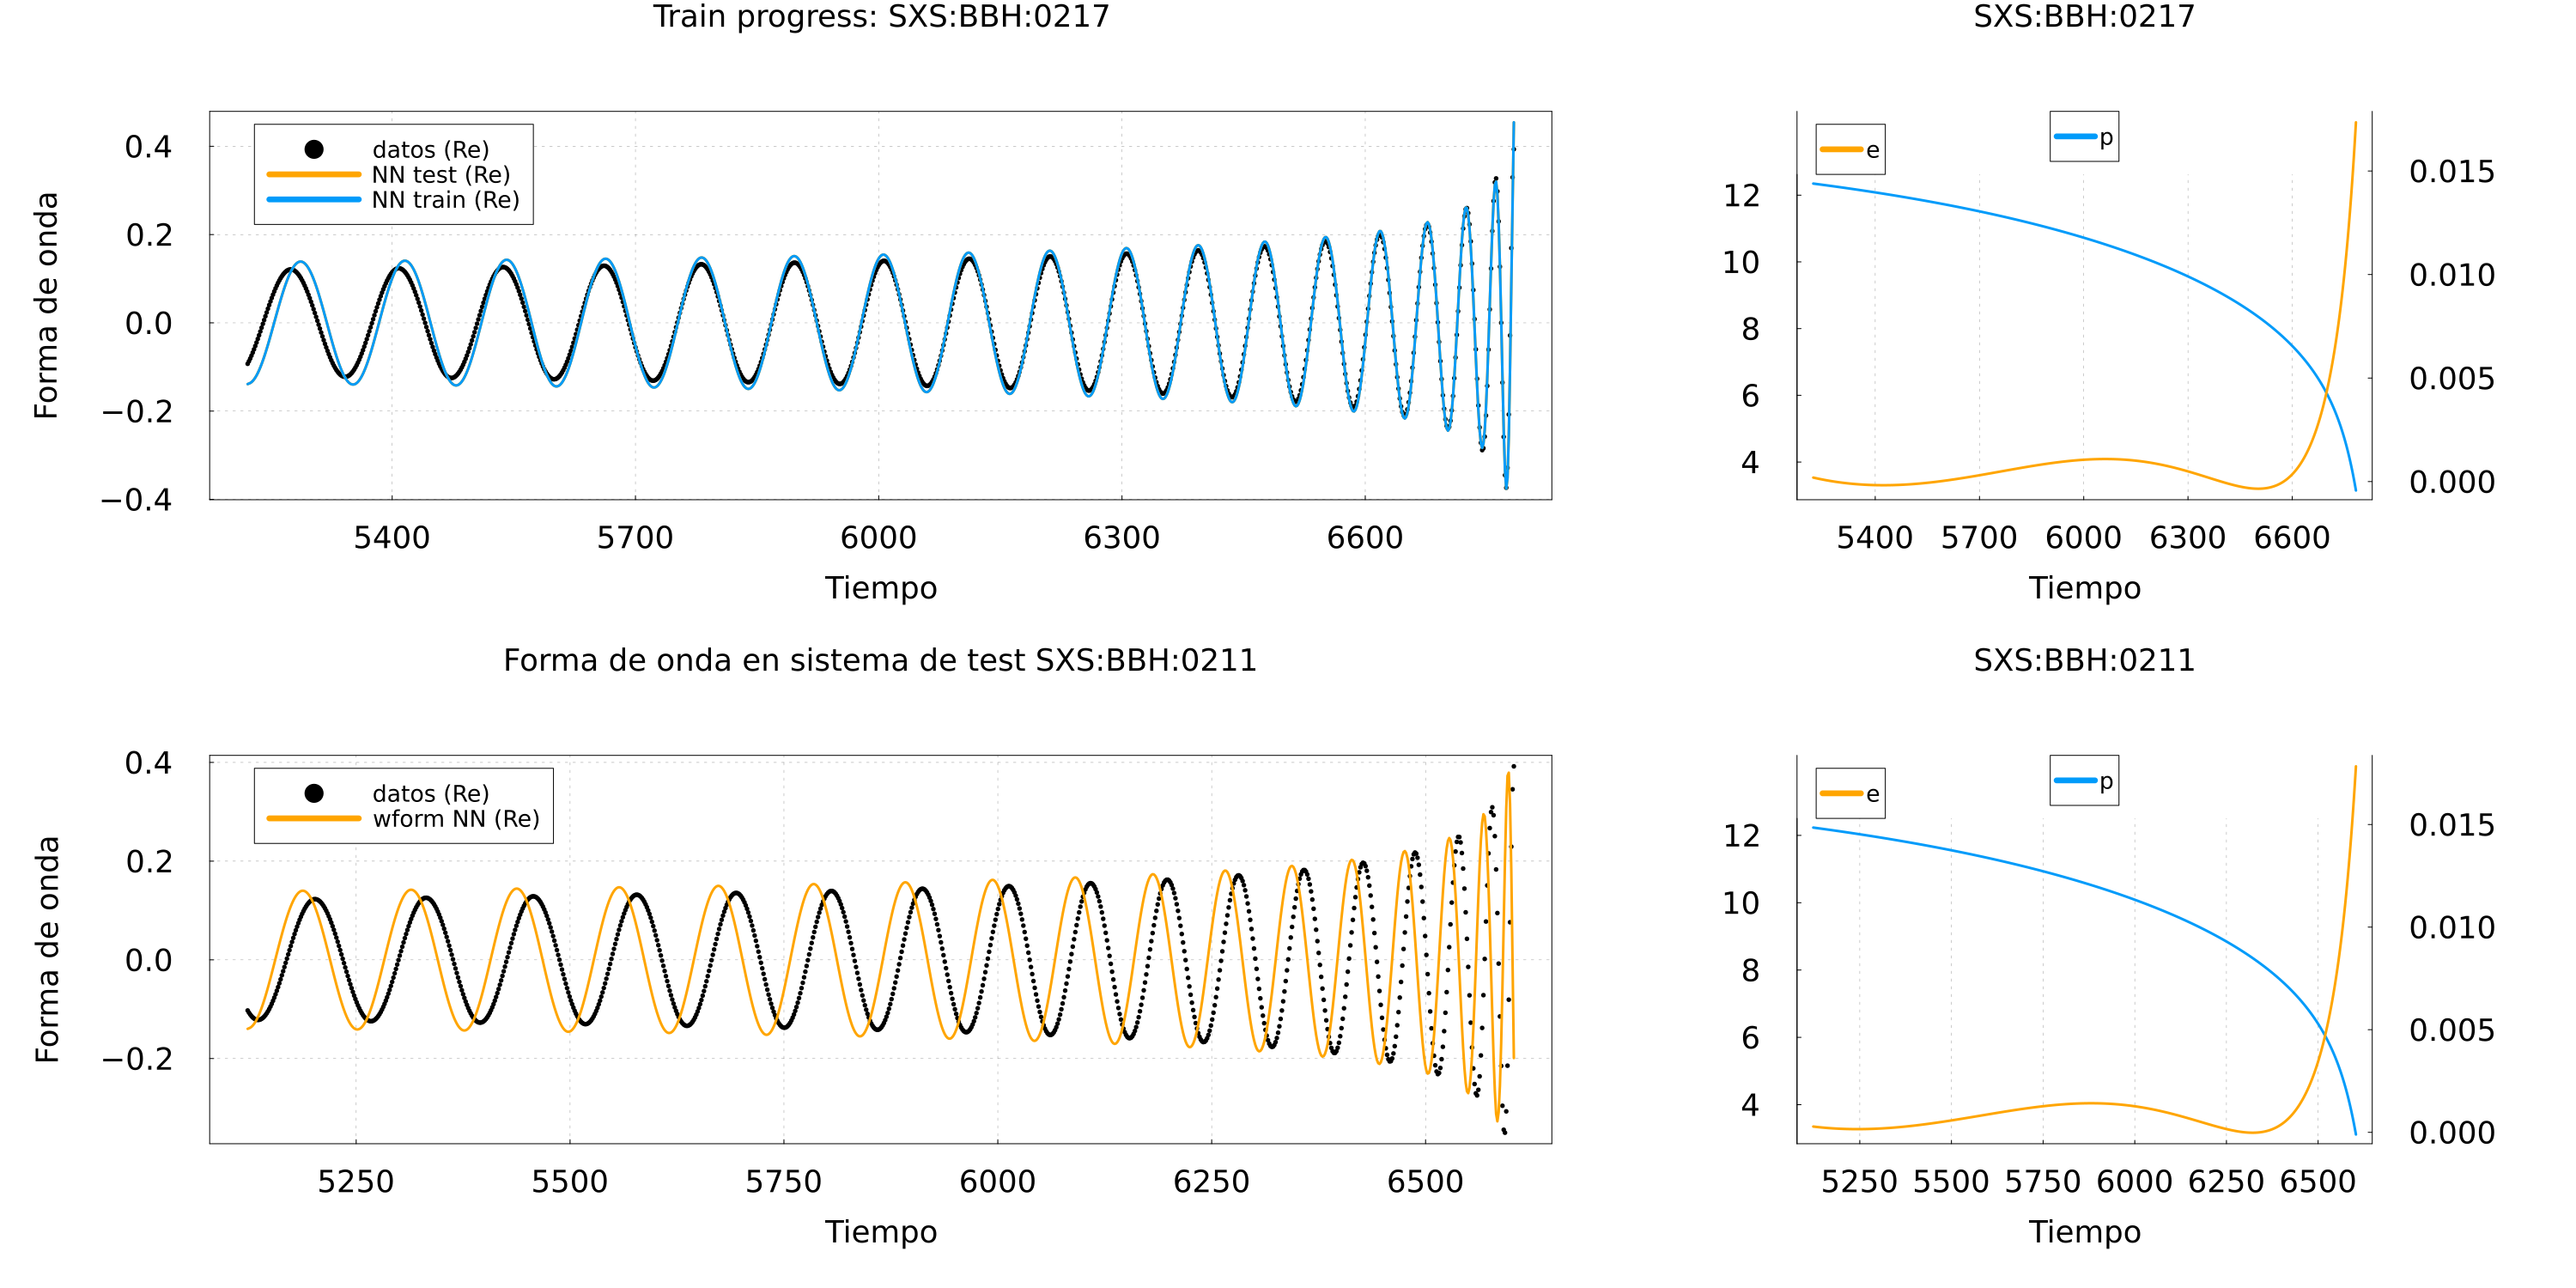 Train progress: SXS:BBH:0217
Forma de onda
0.4
0.2
0.0
−0.2
−0.4
datos (Re)
NN test (Re)
NN train (Re)
5400 5700 6000 6300 6600
Tiempo
SXS:BBH:0217
12
10
8
6
4
e
p
0.015
0.010
0.005
0.000
5400 5700 6000 6300 6600
Tiempo
Forma de onda en sistema de test SXS:BBH:0211
Forma de onda
0.4
0.2
0.0
−0.2
datos (Re)
wform NN (Re)
5250 5500 5750 6000 6250 6500
Tiempo
SXS:BBH:0211
12
10
8
6
4
e
p
0.015
0.010
0.005
0.000
5250 5500 5750 6000 6250 6500
Tiempo